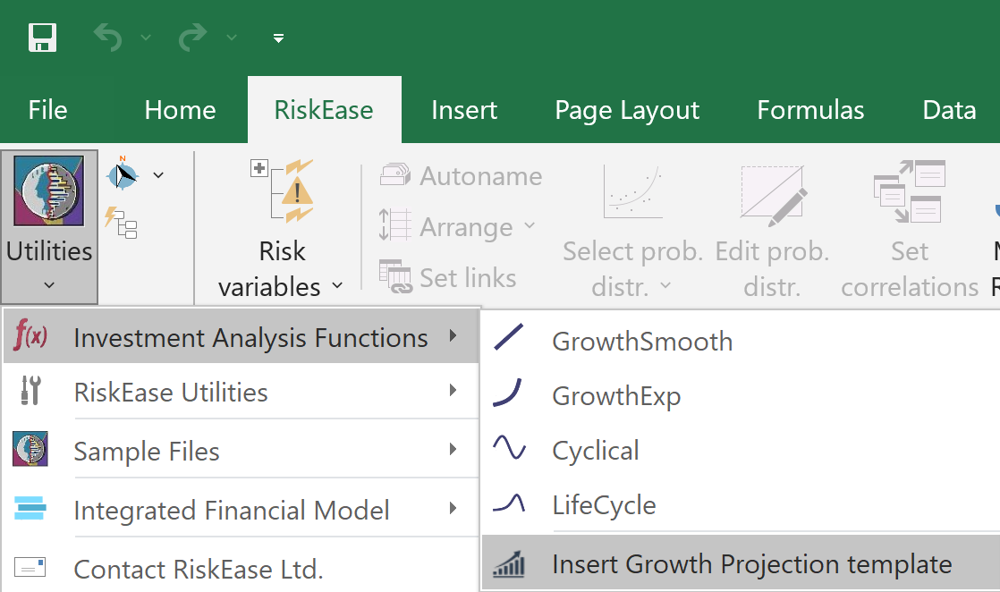 File Home RiskEase Insert Page Layout Formulas Data
N
Utilities
Risk
variables
Autoname
Arrange
Set links
Select prob.
distr.
Edit prob.
distr.
Set
correlations
f(x) Investment Analysis Functions
RiskEase Utilities
Sample Files
Integrated Financial Model
Contact RiskEase Ltd.
GrowthSmooth
GrowthExp
Cyclical
LifeCycle
Insert Growth Projection template